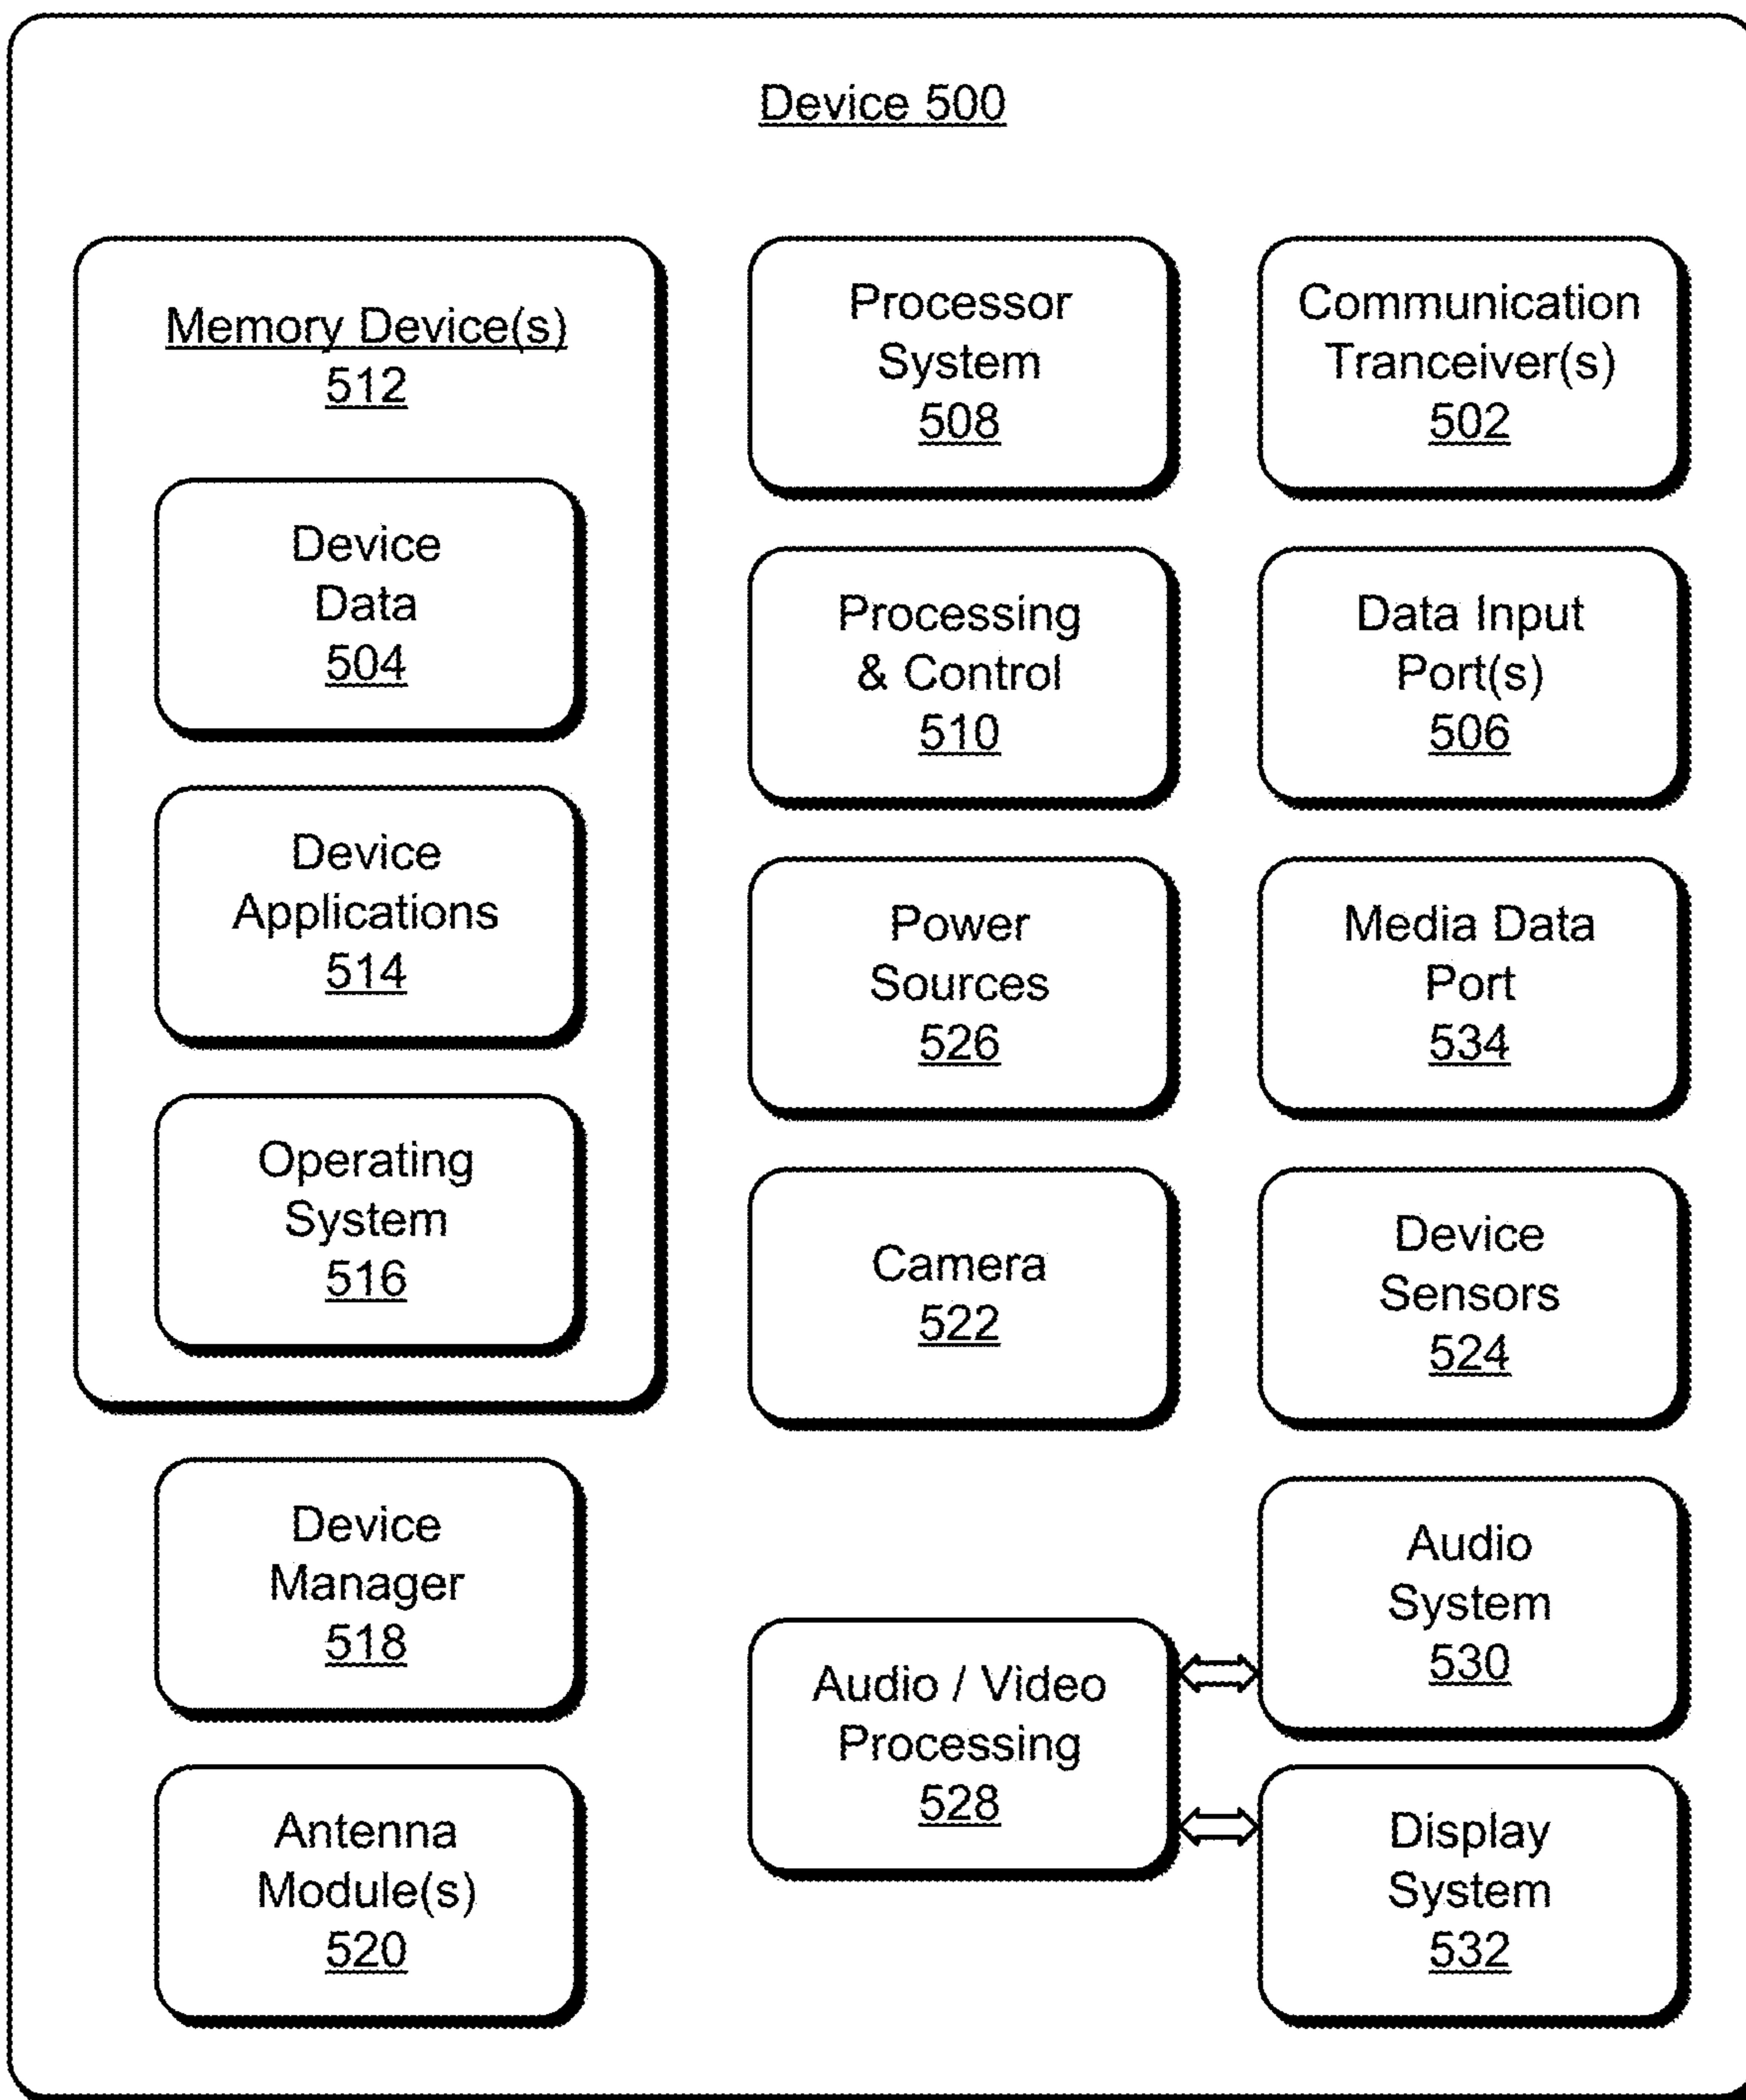 Device 500
Memory Device(s)
512
Device
Data
504
Device
Applications
514
Operating
System
516
Device
Manager
518
Antenna
Module(s)
520
Processor
System
508
Processing
& Control
510
Power
Sources
526
Camera
522
Audio / Video
Processing
528
Communication
Tranceiver(s)
502
Data Input
Port(s)
506
Media Data
Port
534
Device
Sensors
524
Audio
System
530
Display
System
532